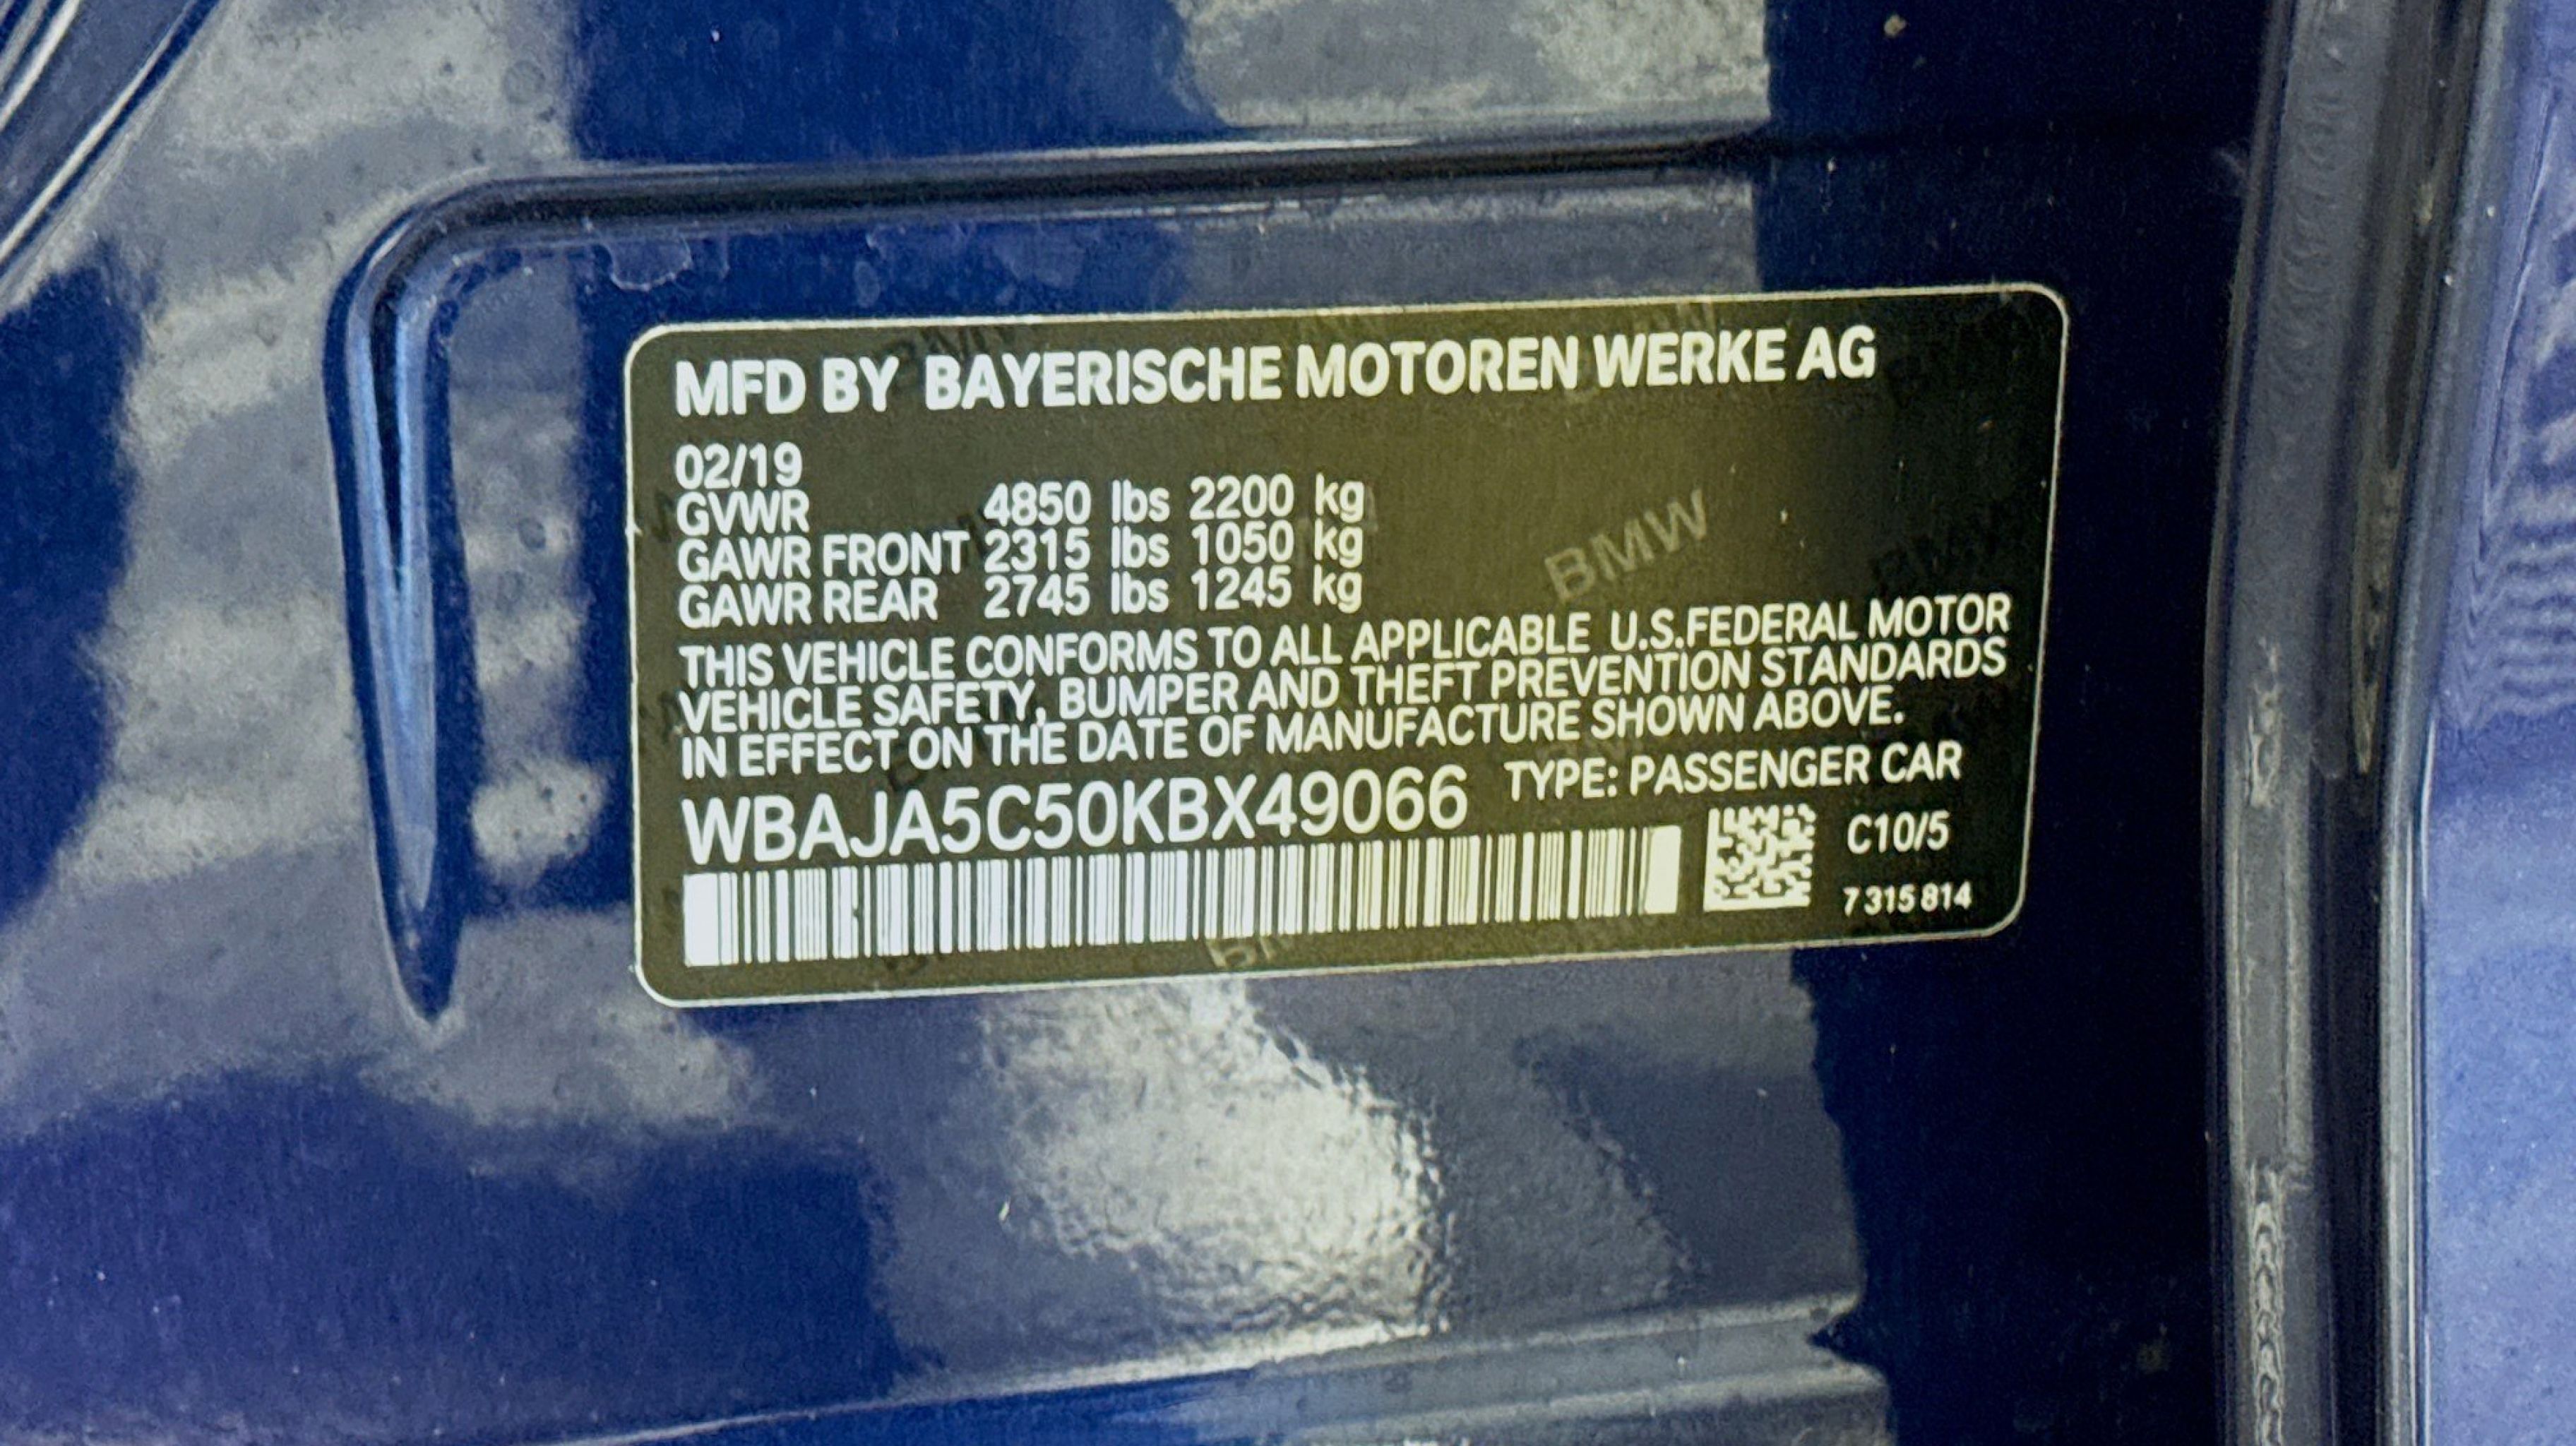 MFD BY BAYERISCHE MOTOREN WERKE AG
02/19
GVWR 4850 lbs 2200 kg
GAWR FRONT 2315 lbs 1050 kg
GAWR REAR 2745 lbs 1245 kg
THIS VEHICLE CONFORMS TO ALL APPLICABLE U.S.FEDERAL MOTOR
VEHICLE SAFETY, BUMPER AND THEFT PREVENTION STANDARDS
IN EFFECT ON THE DATE OF MANUFACTURE SHOWN ABOVE.
WBAJA5C50KBX49066 TYPE: PASSENGER CAR
C10/5
7 315 814
BMW